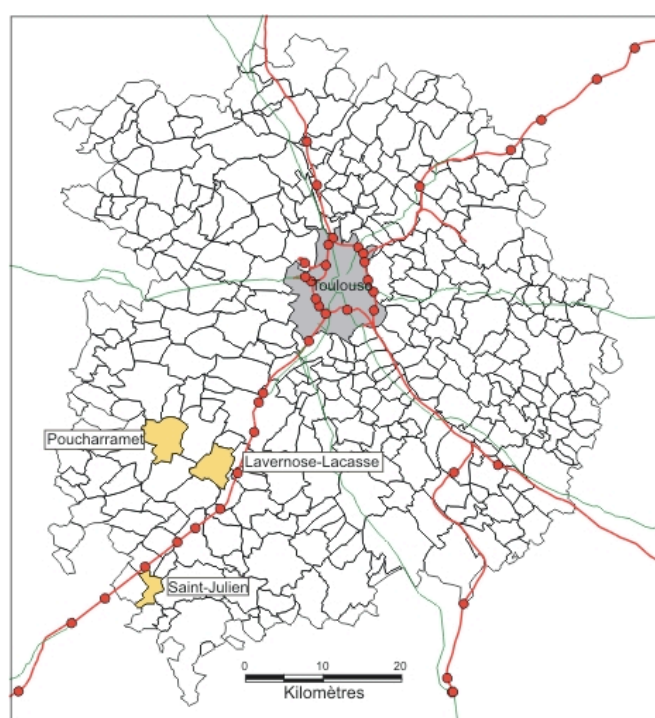 Toulouse
Poucharramet
Lavernose-Lacasse
Saint-Julien
0 10 20
Kilomètres